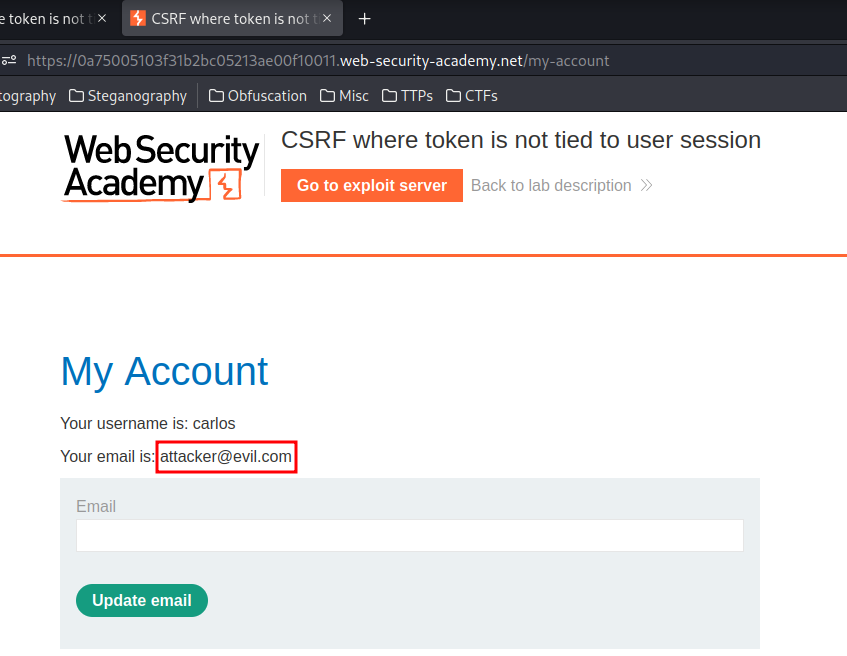 e token is not t
CSRF where token is not t
https://0a75005103f31b2bc05213ae00f10011.web-security-academy.net/my-account
tography Steganography Obfuscation Misc TTPs CTFs
CSRF where token is not tied to user session
WebSecurity
Academy
Go to exploit server Back to lab description
My Account
Your username is: carlos
Your email is: attacker@evil.com
Email
Update email